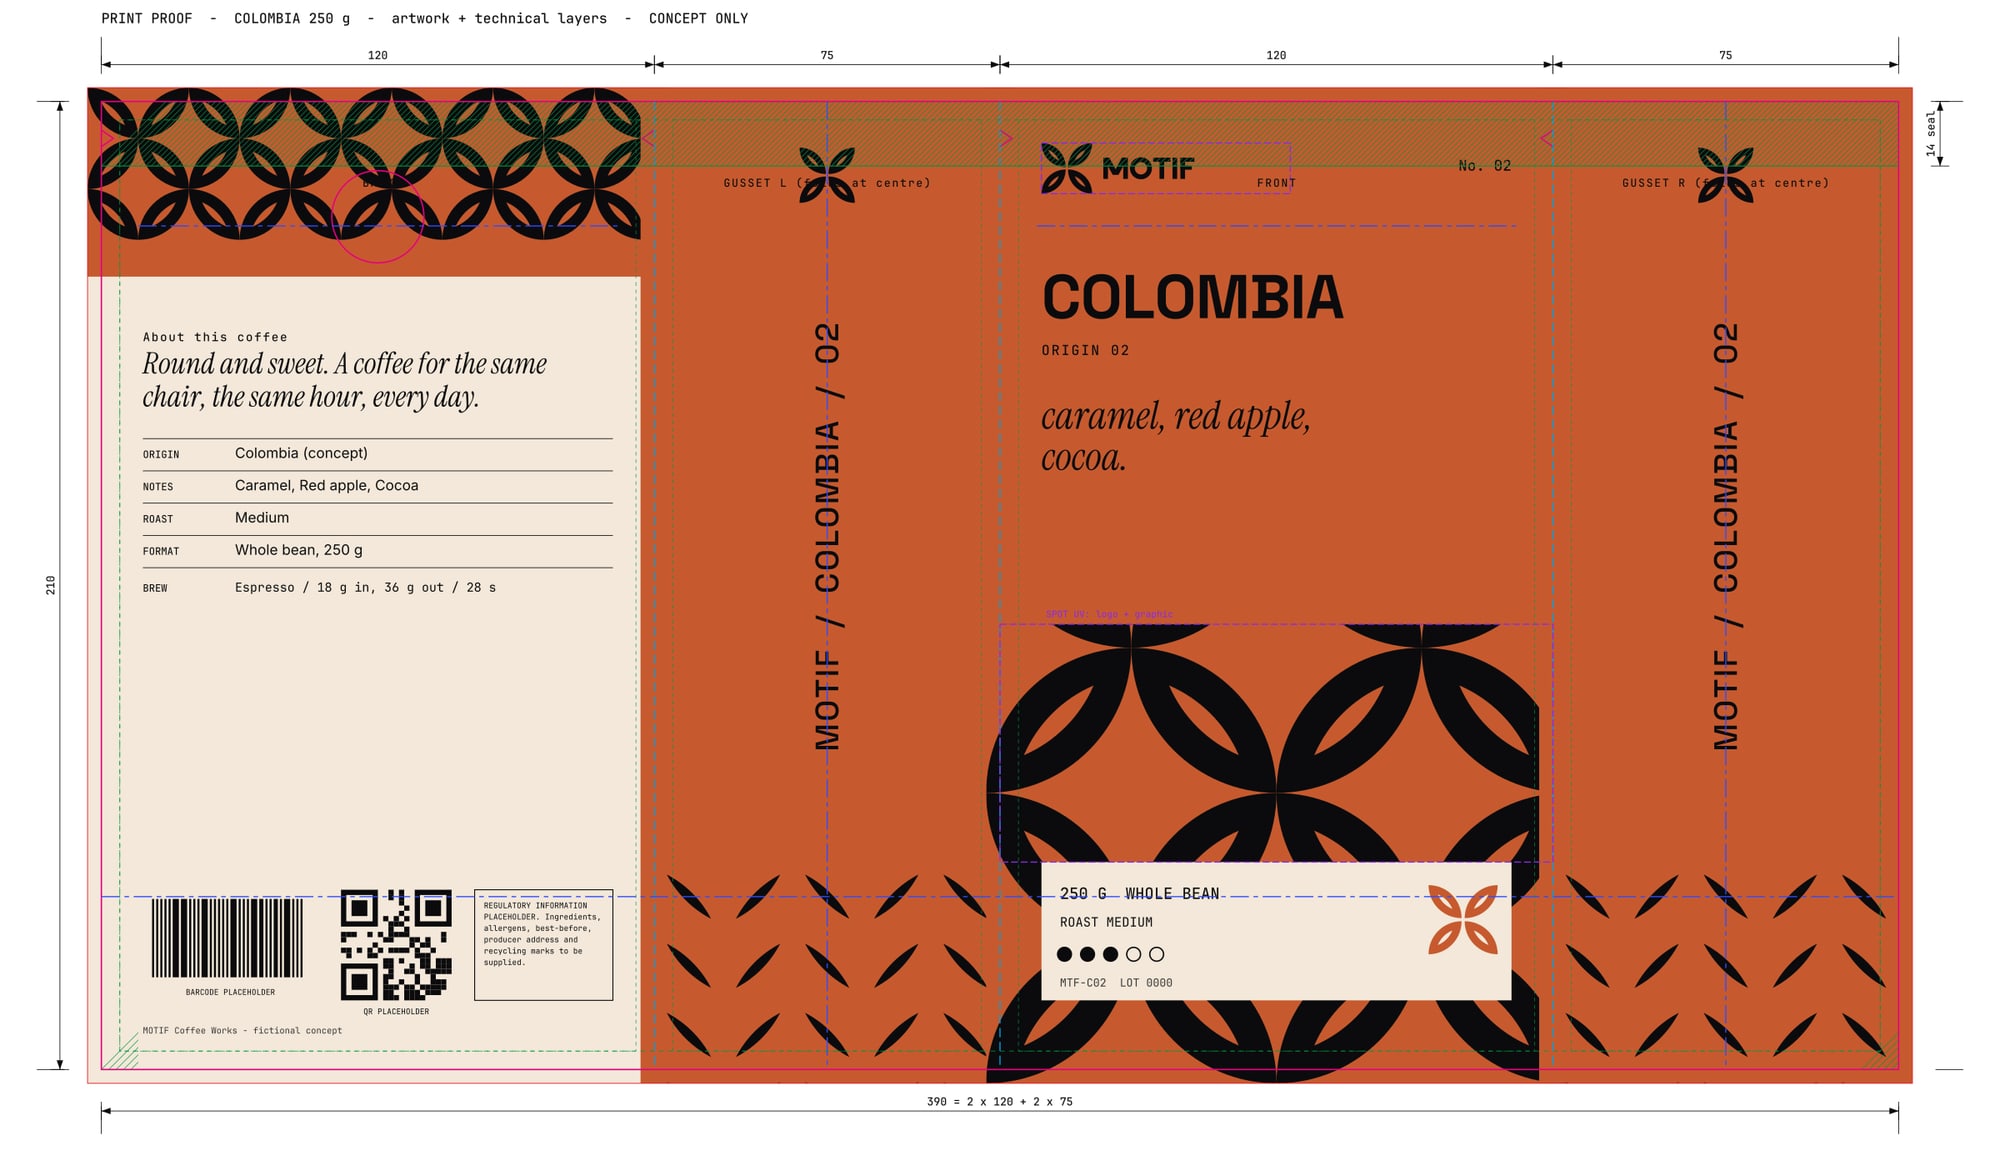 PRINT PROOF - COLOMBIA 250 g - artwork + technical layers - CONCEPT ONLY
120
75
120
75
210
14 seal
GUSSET L (fold at centre)
MOTIF
No. 02
FRONT
GUSSET R (fold at centre)
About this coffee
Round and sweet. A coffee for the same
chair, the same hour, every day.
ORIGIN Colombia (concept)
NOTES Caramel, Red apple, Cocoa
ROAST Medium
FORMAT Whole bean, 250 g
BREW Espresso / 18 g in, 36 g out / 28 s
BARCODE PLACEHOLDER
QR PLACEHOLDER
REGULATORY INFORMATION
PLACEHOLDER. Ingredients,
allergens, best-before,
producer address and
recycling marks to be
supplied.
MOTIF Coffee Works - fictional concept
MOTIF / COLOMBIA / 02
COLOMBIA
ORIGIN 02
caramel, red apple,
cocoa.
SPOT UV: logo + graphic
250 G WHOLE BEAN
ROAST MEDIUM
MTF-C02 LOT 0000
MOTIF / COLOMBIA / 02
390 = 2 x 120 + 2 x 75